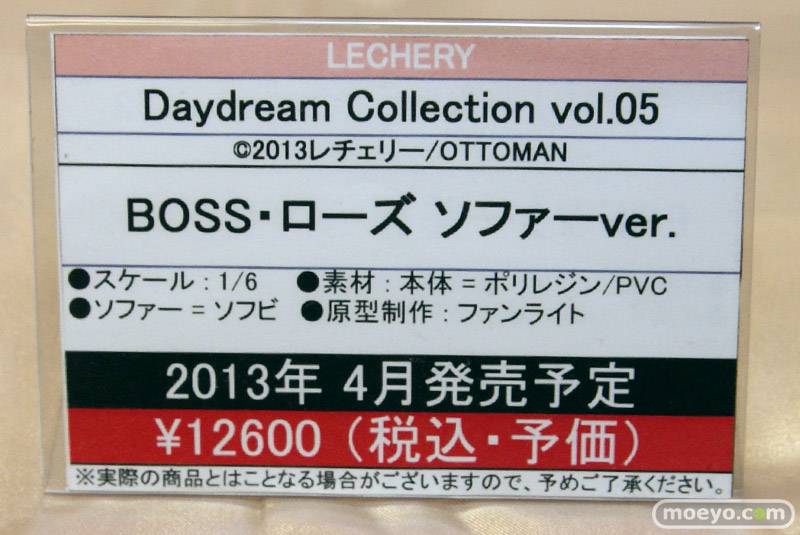 LECHERY
Daydream Collection vol.05
©2013レチェリー/OTTOMAN
BOSS・ローズ ソファーver.
●スケール：1/6 ●素材：本体＝ポリレジン/PVC
●ソファー＝ソフビ ●原型制作：ファンライト
2013年 4月発売予定
¥12600（税込・予価）
※実際の商品とはことなる場合がございますので、予めご了承ください。
moeyo.com